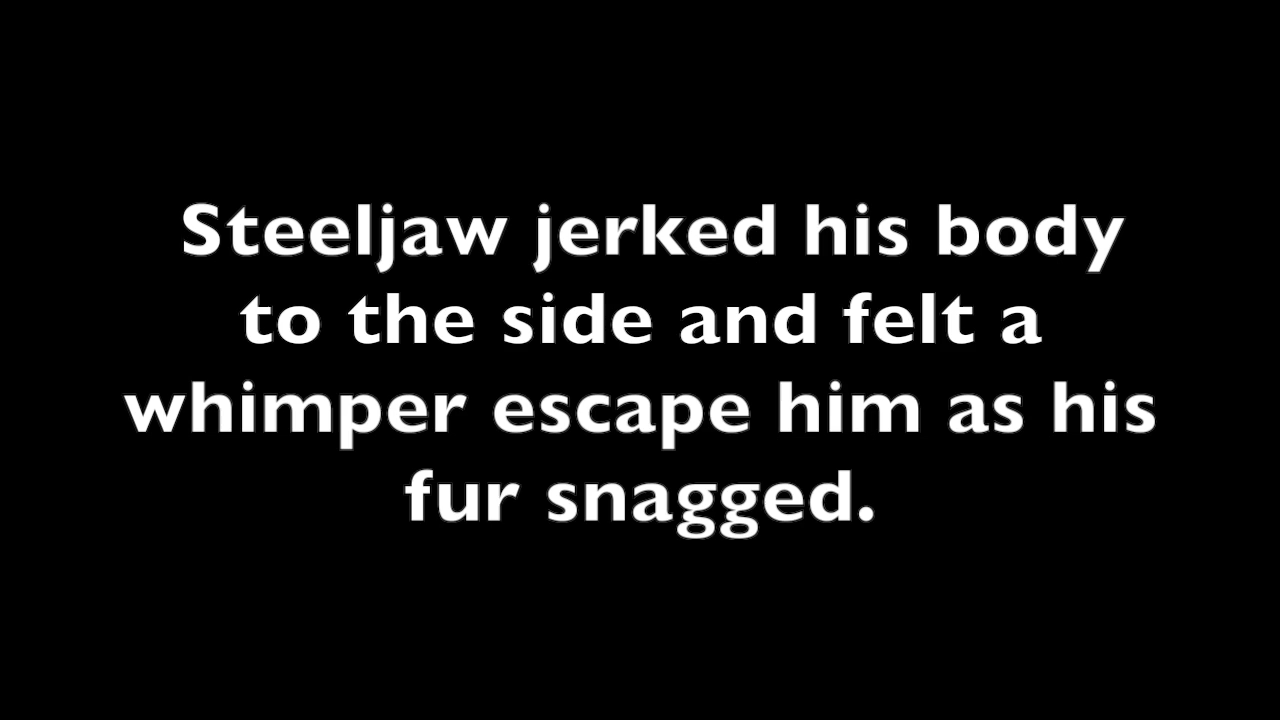 Steeljaw jerked his body
to the side and felt a
whimper escape him as his
fur snagged.